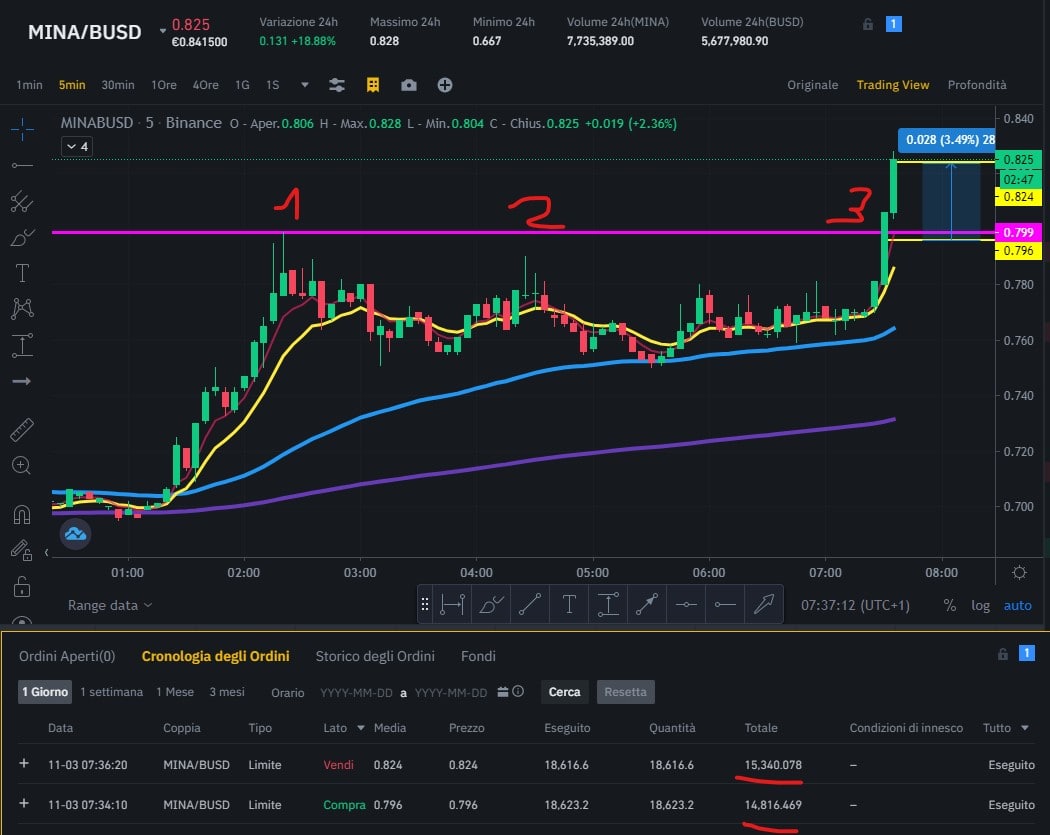 MINA/BUSD
0.825
€0.841500
Variazione 24h
0.131 +18.88%
Massimo 24h
0.828
Minimo 24h
0.667
Volume 24h(MINA)
7,735,389.00
Volume 24h(BUSD)
5,677,980.90
1
1min 5min 30min 1Ore 4Ore 1G 1S
Originale Trading View Profondità
MINABUSD · 5 · Binance O - Aper.0.806 H - Max.0.828 L - Min.0.804 C - Chius.0.825 +0.019 (+2.36%)
4
0.028 (3.49%) 28
1 2 3
0.840
0.825
02:47
0.824
0.799
0.796
0.780
0.760
0.740
0.720
0.700
01:00 02:00 03:00 04:00 05:00 06:00 07:00 08:00
Range data
07:37:12 (UTC+1) % log auto
Ordini Aperti(0) Cronologia degli Ordini Storico degli Ordini Fondi
1
1 Giorno 1 settimana 1 Mese 3 mesi Orario YYYY-MM-DD a YYYY-MM-DD Cerca Resetta
Data Coppia Tipo Lato Media Prezzo Eseguito Quantità Totale Condizioni di innesco Tutto
+ 11-03 07:36:20 MINA/BUSD Limite Vendi 0.824 0.824 18,616.6 18,616.6 15,340.078 – Eseguito
+ 11-03 07:34:10 MINA/BUSD Limite Compra 0.796 0.796 18,623.2 18,623.2 14,816.469 – Eseguito